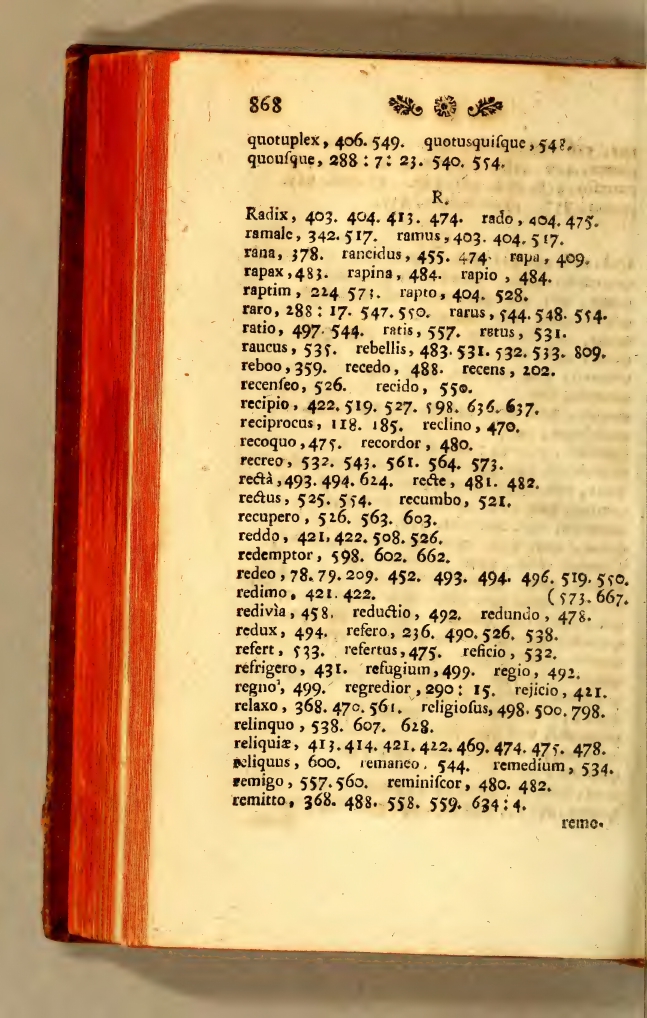 868
quotuplex, 406. 549. quotusquiſque, 54?.
quouſque, 288 : 7: 23. 540. 554.
R.
Radix, 403. 404. 413. 474. rado, 404. 475.
ramale, 342. 517. ramus, 403. 404. 517.
rana, 378. rancidus, 455. 474. rapa, 409.
rapax, 483. rapina, 484. rapio, 484.
raptim, 224 573. rapto, 404. 528.
raro, 288 : 17. 547. 550. rarus, 544. 548. 554.
ratio, 497. 544. ratis, 557. ratus, 531.
raucus, 535. rebellis, 483. 531. 532. 533. 809.
reboo, 359. recedo, 488. recens, 202.
recenſeo, 526. recido, 550.
recipio, 422. 519. 527. 598. 636. 637.
reciprocus, 118. 185. reclino, 470.
recoquo, 475. recordor, 480.
recreo, 532. 543. 561. 564. 573.
rectà, 493. 494. 624. recte, 481. 482.
rectus, 525. 554. recumbo, 521.
recupero, 526. 563. 603.
reddo, 421. 422. 508. 526.
redemptor, 598. 602. 662.
redeo, 78. 79. 209. 452. 493. 494. 496. 519. 550.
redimo, 421. 422. (573. 667.
redivìa, 458. reductio, 492. redundo, 478.
redux, 494. refero, 236. 490. 526. 538.
refert, 533. refertus, 475. reficio, 532.
refrigero, 431. refugium, 499. regio, 492.
regno', 499. regredior, 290 : 15. rejicio, 421.
relaxo, 368. 470. 561. religioſus, 498. 500. 798.
relinquo, 538. 607. 628.
reliquiæ, 413. 414. 421. 422. 469. 474. 475. 478.
reliquus, 600. remaneo. 544. remedium, 534.
remigo, 557. 560. reminiſcor, 480. 482.
remitto, 368. 488. 558. 559. 634 : 4.
remo-